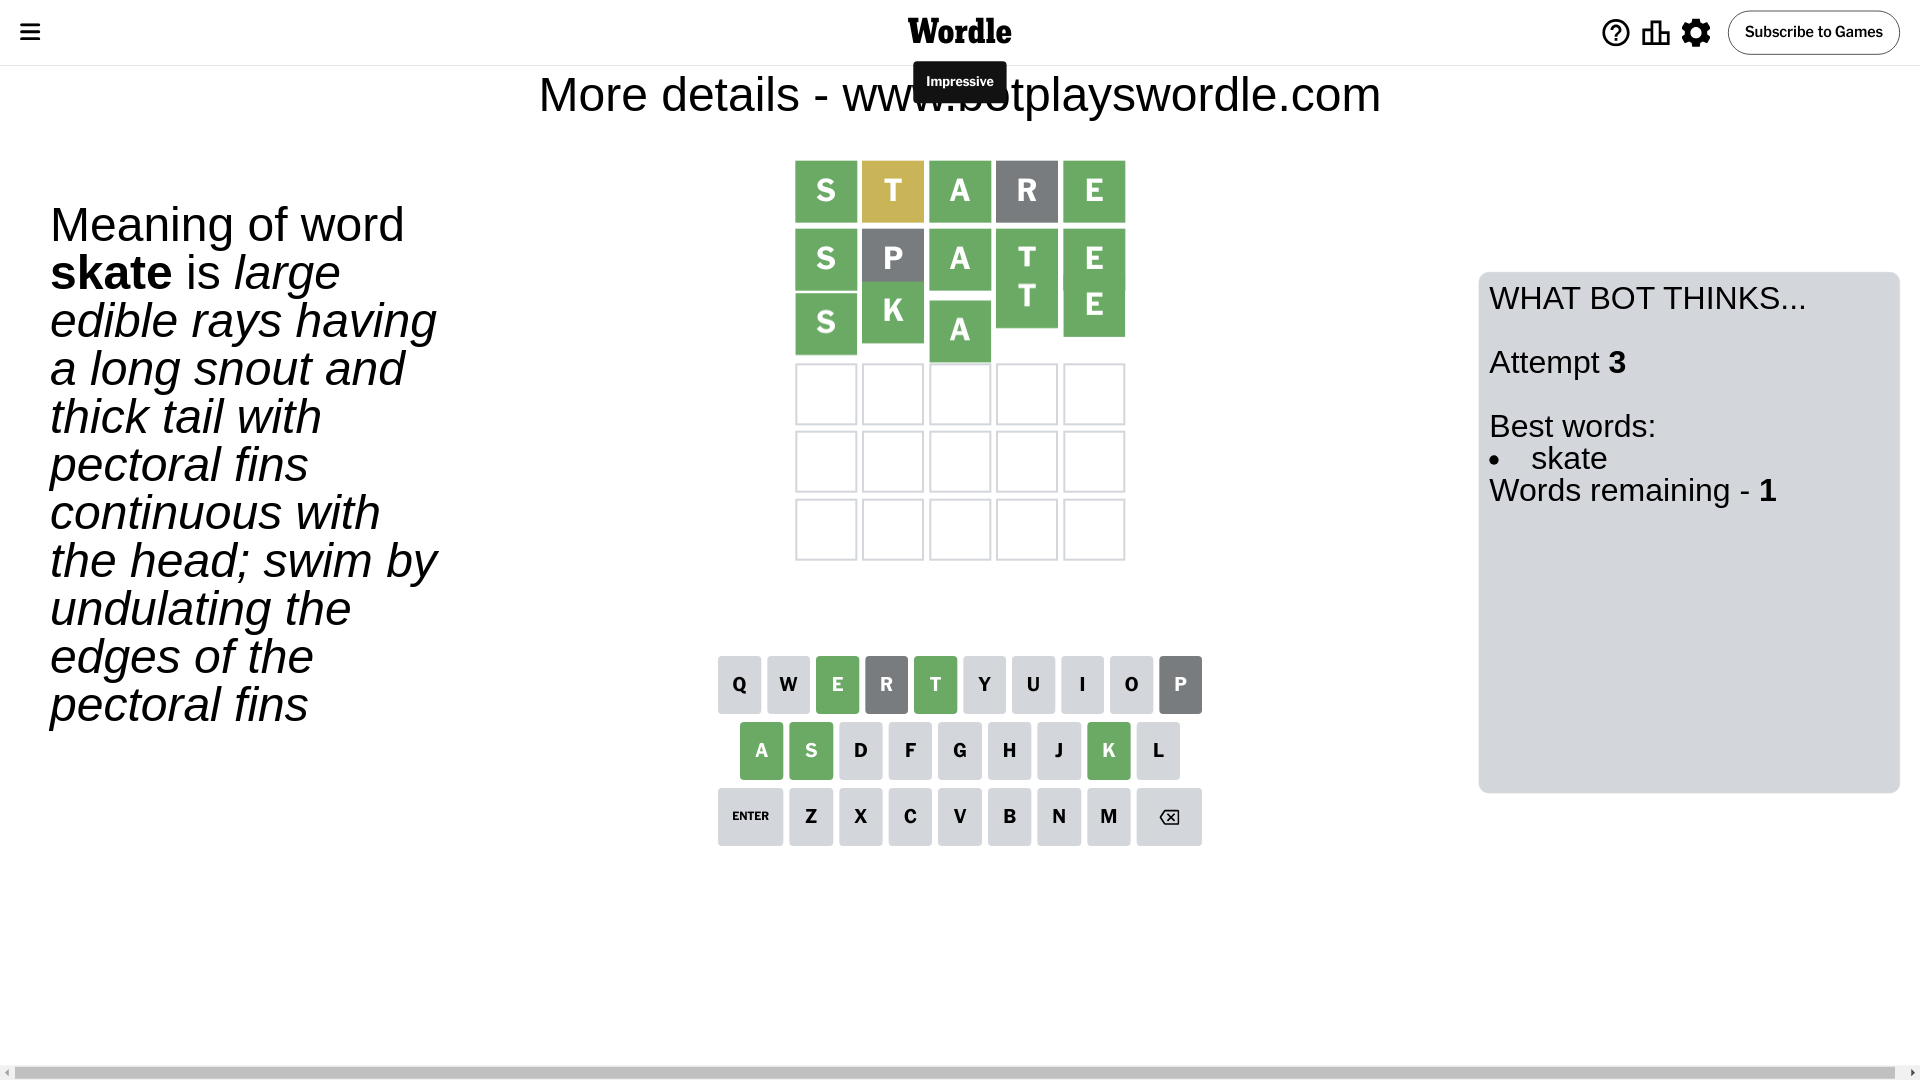 Wordle
Subscribe to Games
Impressive
More details - www.botplayswordle.com
Meaning of word
skate is large
edible rays having
a long snout and
thick tail with
pectoral fins
continuous with
the head; swim by
undulating the
edges of the
pectoral fins
S T A R E
S P A T E
S K A T E
WHAT BOT THINKS...
Attempt 3
Best words:
• skate
Words remaining - 1
Q W E R T Y U I O P
A S D F G H J K L
ENTER Z X C V B N M